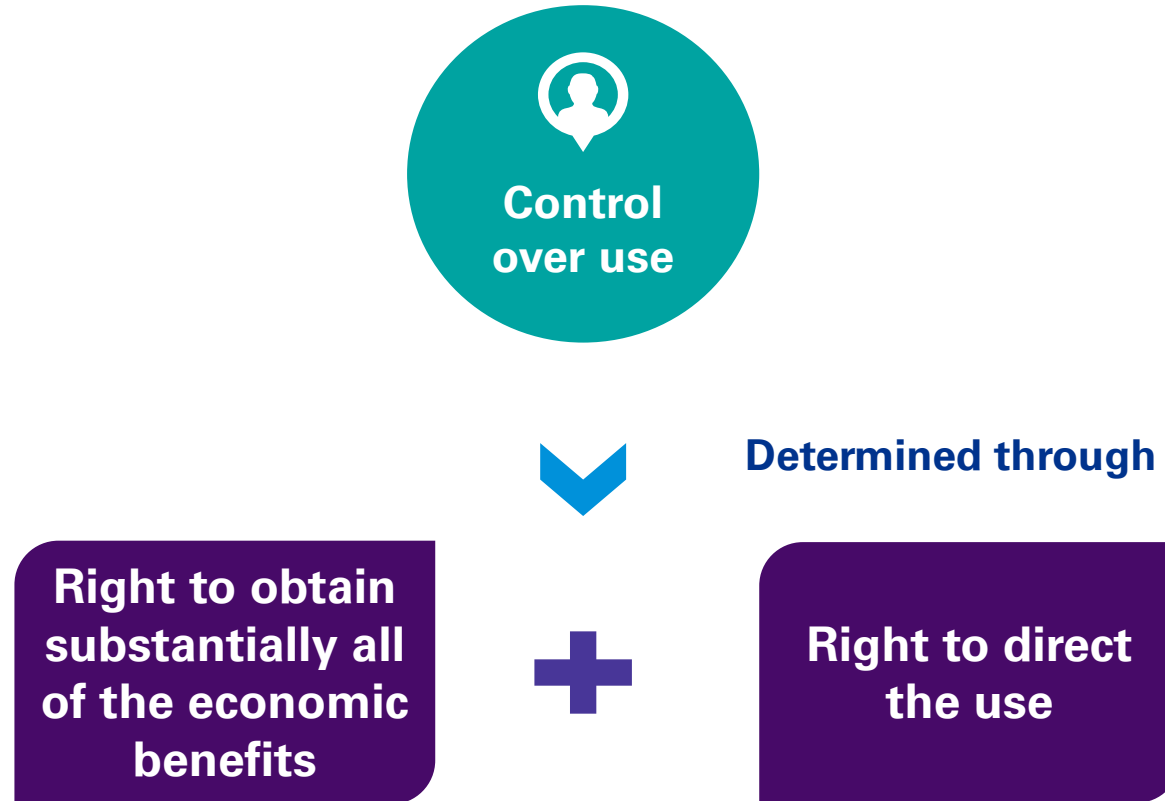 Control
over use
Determined through
Right to obtain
substantially all
of the economic
benefits
Right to direct
the use